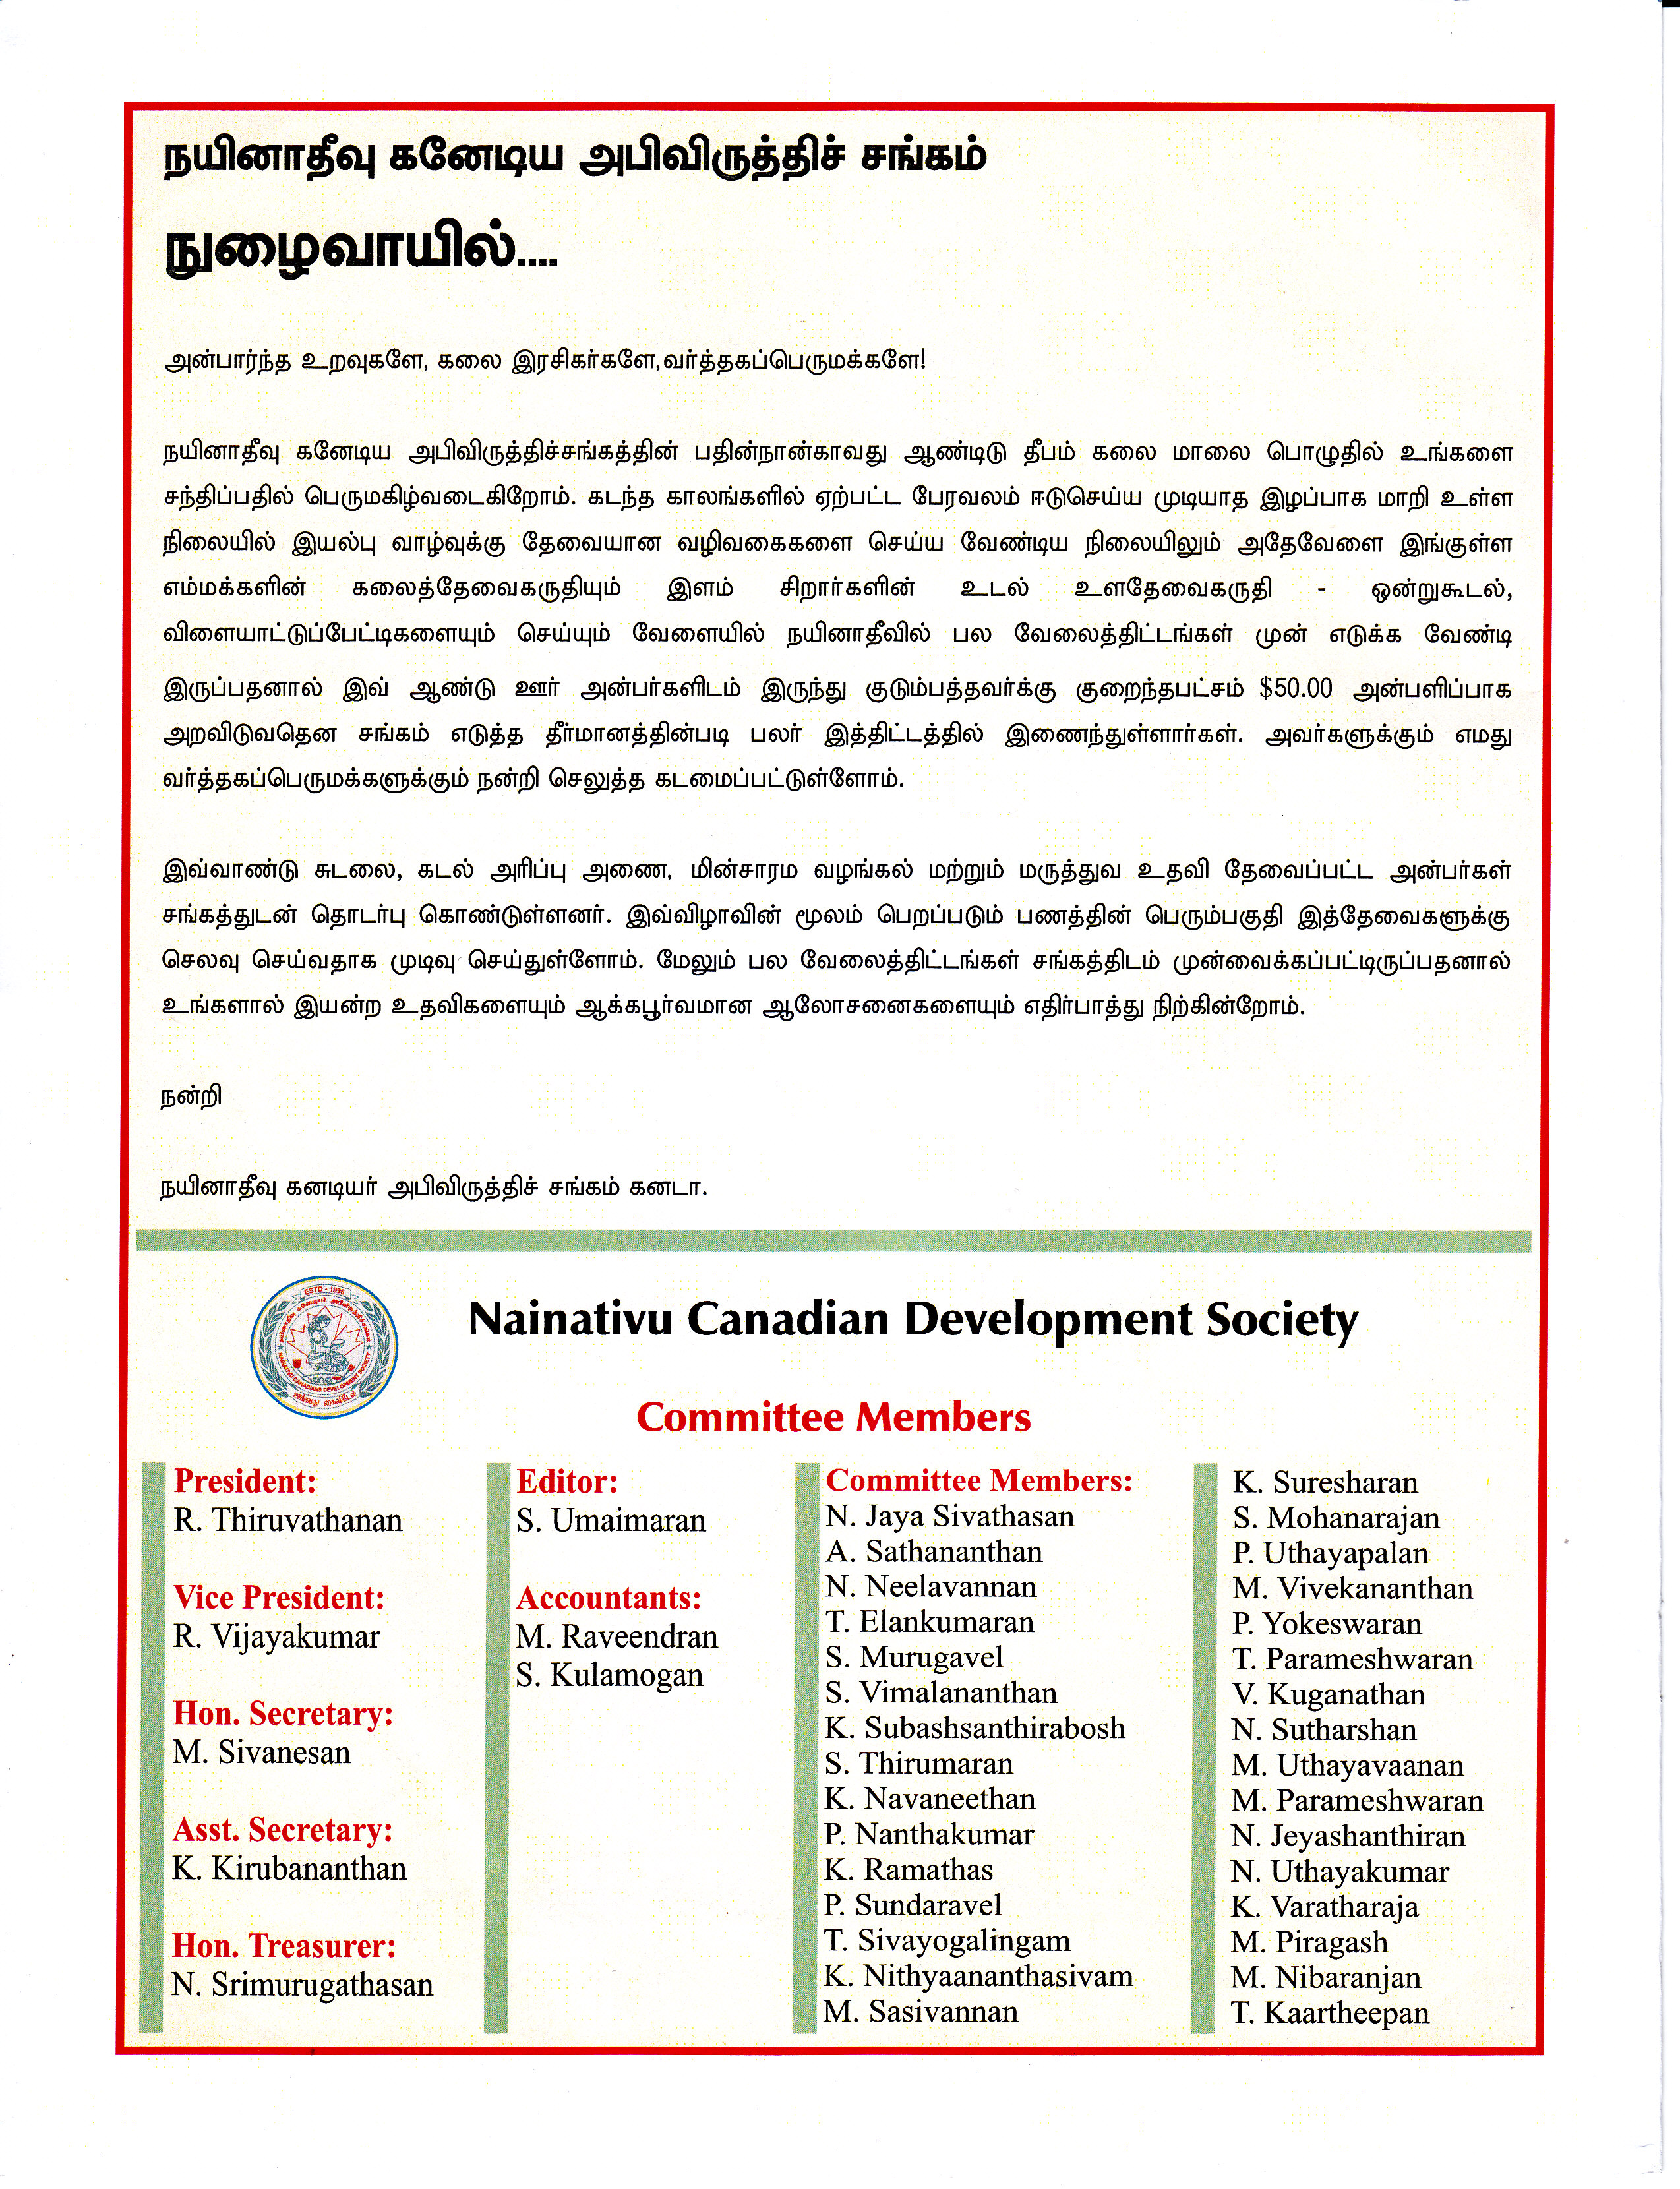 நயினாதீவு கனேடிய அபிவிருத்திச் சங்கம்
நுழைவாயில்....
அன்பார்ந்த உறவுகளே, கலை இரசிகர்களே,வர்த்தகப்பெருமக்களே!
நயினாதீவு கனேடிய அபிவிருத்திச்சங்கத்தின் பதின்நான்காவது ஆண்டிடு தீபம் கலை மாலை பொழுதில் உங்களை
சந்திப்பதில் பெருமகிழ்வடைகிறோம். கடந்த காலங்களில் ஏற்பட்ட பேரவலம் ஈடுசெய்ய முடியாத இழப்பாக மாறி உள்ள
நிலையில் இயல்பு வாழ்வுக்கு தேவையான வழிவகைகளை செய்ய வேண்டிய நிலையிலும் அதேவேளை இங்குள்ள
எம்மக்களின் கலைத்தேவைகருதியும் இளம் சிறார்களின் உடல் உளதேவைகருதி - ஒன்றுகூடல்,
விளையாட்டுப்பேட்டிகளையும் செய்யும் வேளையில் நயினாதீவில் பல வேலைத்திட்டங்கள் முன் எடுக்க வேண்டி
இருப்பதனால் இவ் ஆண்டு ஊர் அன்பர்களிடம் இருந்து குடும்பத்தவர்க்கு குறைந்தபட்சம் $50.00 அன்பளிப்பாக
அறவிடுவதென சங்கம் எடுத்த தீர்மானத்தின்படி பலர் இத்திட்டத்தில் இணைந்துள்ளார்கள். அவர்களுக்கும் எமது
வர்த்தகப்பெருமக்களுக்கும் நன்றி செலுத்த கடமைப்பட்டுள்ளோம்.
இவ்வாண்டு சுடலை, கடல் அரிப்பு அணை, மின்சாரம வழங்கல் மற்றும் மருத்துவ உதவி தேவைப்பட்ட அன்பர்கள்
சங்கத்துடன் தொடர்பு கொண்டுள்ளனர். இவ்விழாவின் மூலம் பெறப்படும் பணத்தின் பெரும்பகுதி இத்தேவைகளுக்கு
செலவு செய்வதாக முடிவு செய்துள்ளோம். மேலும் பல வேலைத்திட்டங்கள் சங்கத்திடம் முன்வைக்கப்பட்டிருப்பதனால்
உங்களால் இயன்ற உதவிகளையும் ஆக்கபூர்வமான ஆலோசனைகளையும் எதிர்பாத்து நிற்கின்றோம்.
நன்றி
நயினாதீவு கனடியர் அபிவிருத்திச் சங்கம் கனடா.
ESTD - 1996
NAINATIVU CANADIAND DEVELOPMENT SOCIETY
Nainativu Canadian Development Society
Committee Members
President:
R. Thiruvathanan
Vice President:
R. Vijayakumar
Hon. Secretary:
M. Sivanesan
Asst. Secretary:
K. Kirubananthan
Hon. Treasurer:
N. Srimurugathasan
Editor:
S. Umaimaran
Accountants:
M. Raveendran
S. Kulamogan
Committee Members:
N. Jaya Sivathasan
A. Sathananthan
N. Neelavannan
T. Elankumaran
S. Murugavel
S. Vimalananthan
K. Subashsanthirabosh
S. Thirumaran
K. Navaneethan
P. Nanthakumar
K. Ramathas
P. Sundaravel
T. Sivayogalingam
K. Nithyaananthasivam
M. Sasivannan
K. Suresharan
S. Mohanarajan
P. Uthayapalan
M. Vivekananthan
P. Yokeswaran
T. Parameshwaran
V. Kuganathan
N. Sutharshan
M. Uthayavaanan
M. Parameshwaran
N. Jeyashanthiran
N. Uthayakumar
K. Varatharaja
M. Piragash
M. Nibaranjan
T. Kaartheepan